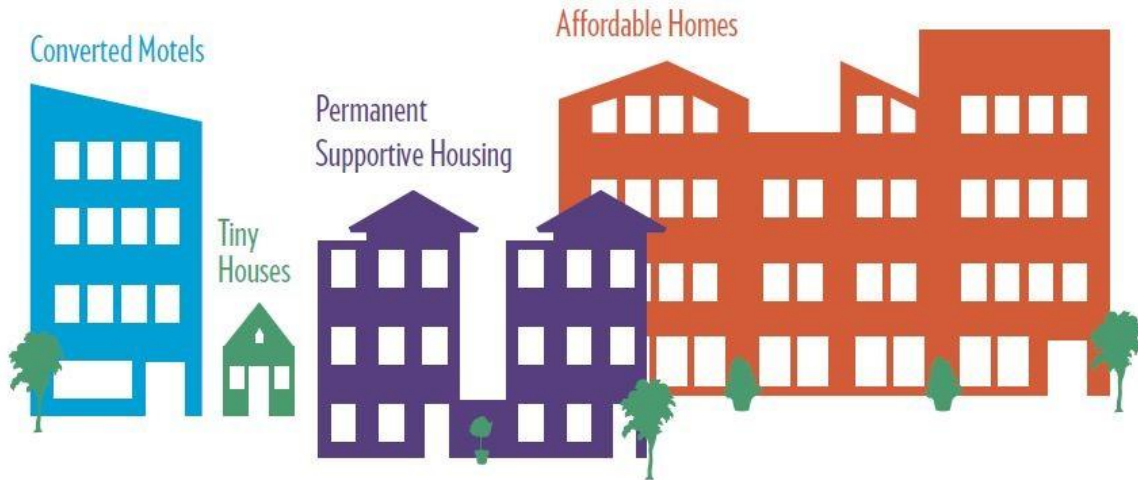 Converted Motels
Tiny
Houses
Permanent
Supportive Housing
Affordable Homes